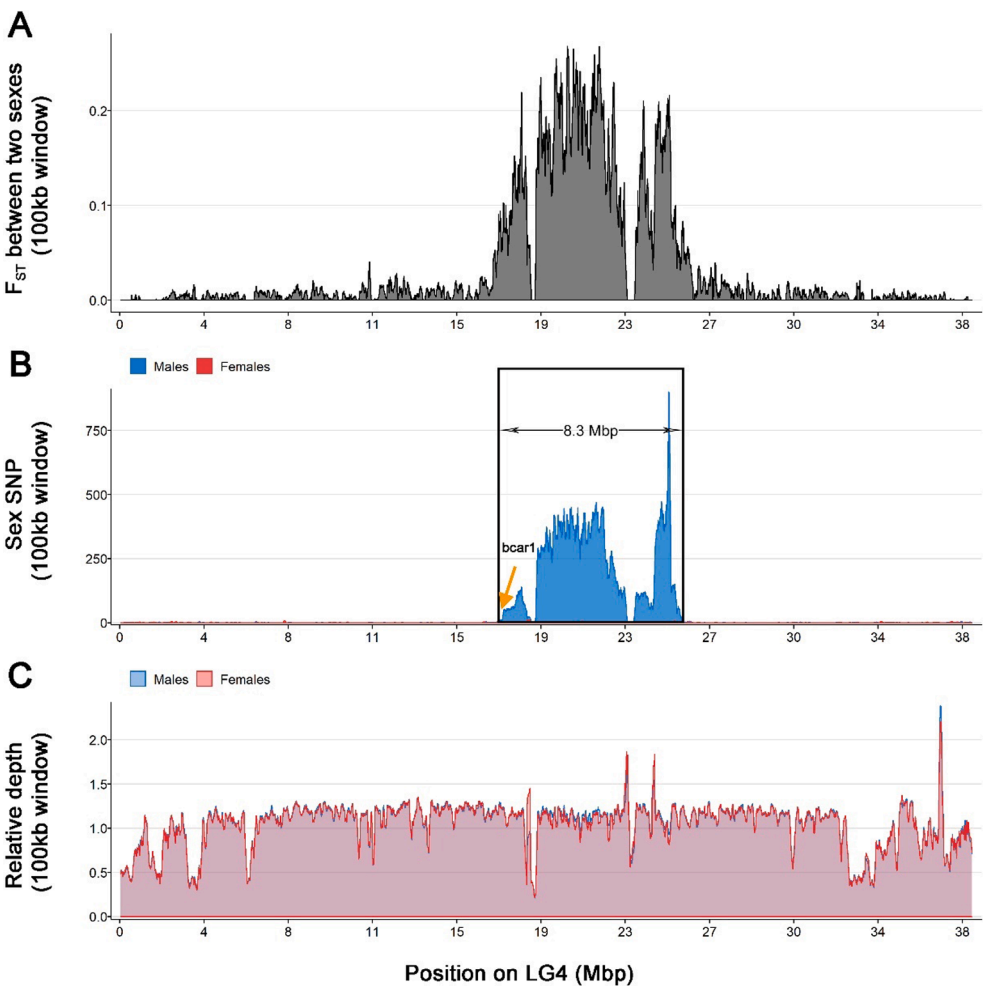 A
F_ST between two sexes
(100kb window)
0.2
0.1
0.0
0 4 8 11 15 19 23 27 30 34 38
B
Males Females
Sex SNP
(100kb window)
750
500
250
0
8.3 Mbp
bcar1
0 4 8 11 15 19 23 27 30 34 38
C
Males Females
Relative depth
(100kb window)
2.0
1.5
1.0
0.5
0.0
0 4 8 11 15 19 23 27 30 34 38
Position on LG4 (Mbp)